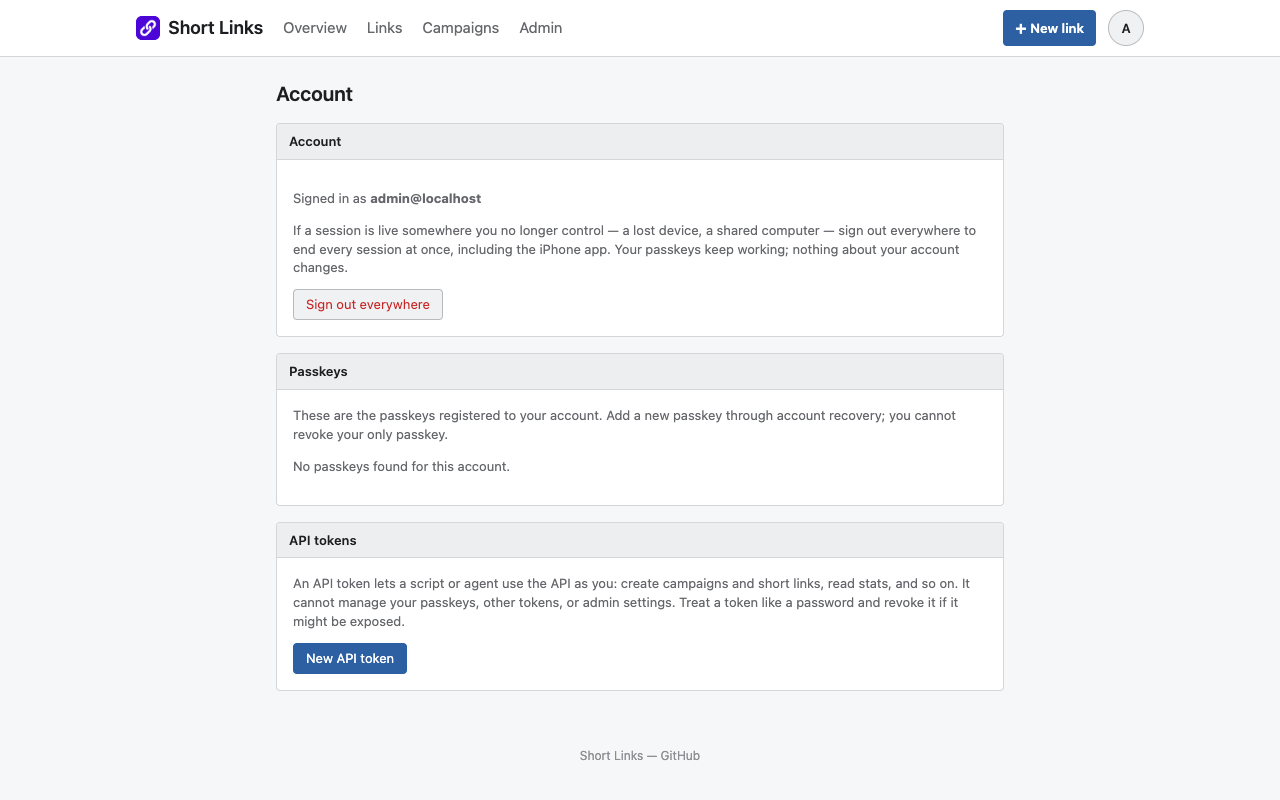 Short Links
Overview
Links
Campaigns
Admin
+ New link
A
Account
Account
Signed in as admin@localhost
If a session is live somewhere you no longer control — a lost device, a shared computer — sign out everywhere to
end every session at once, including the iPhone app. Your passkeys keep working; nothing about your account
changes.
Sign out everywhere
Passkeys
These are the passkeys registered to your account. Add a new passkey through account recovery; you cannot
revoke your only passkey.
No passkeys found for this account.
API tokens
An API token lets a script or agent use the API as you: create campaigns and short links, read stats, and so on. It
cannot manage your passkeys, other tokens, or admin settings. Treat a token like a password and revoke it if it
might be exposed.
New API token
Short Links — GitHub